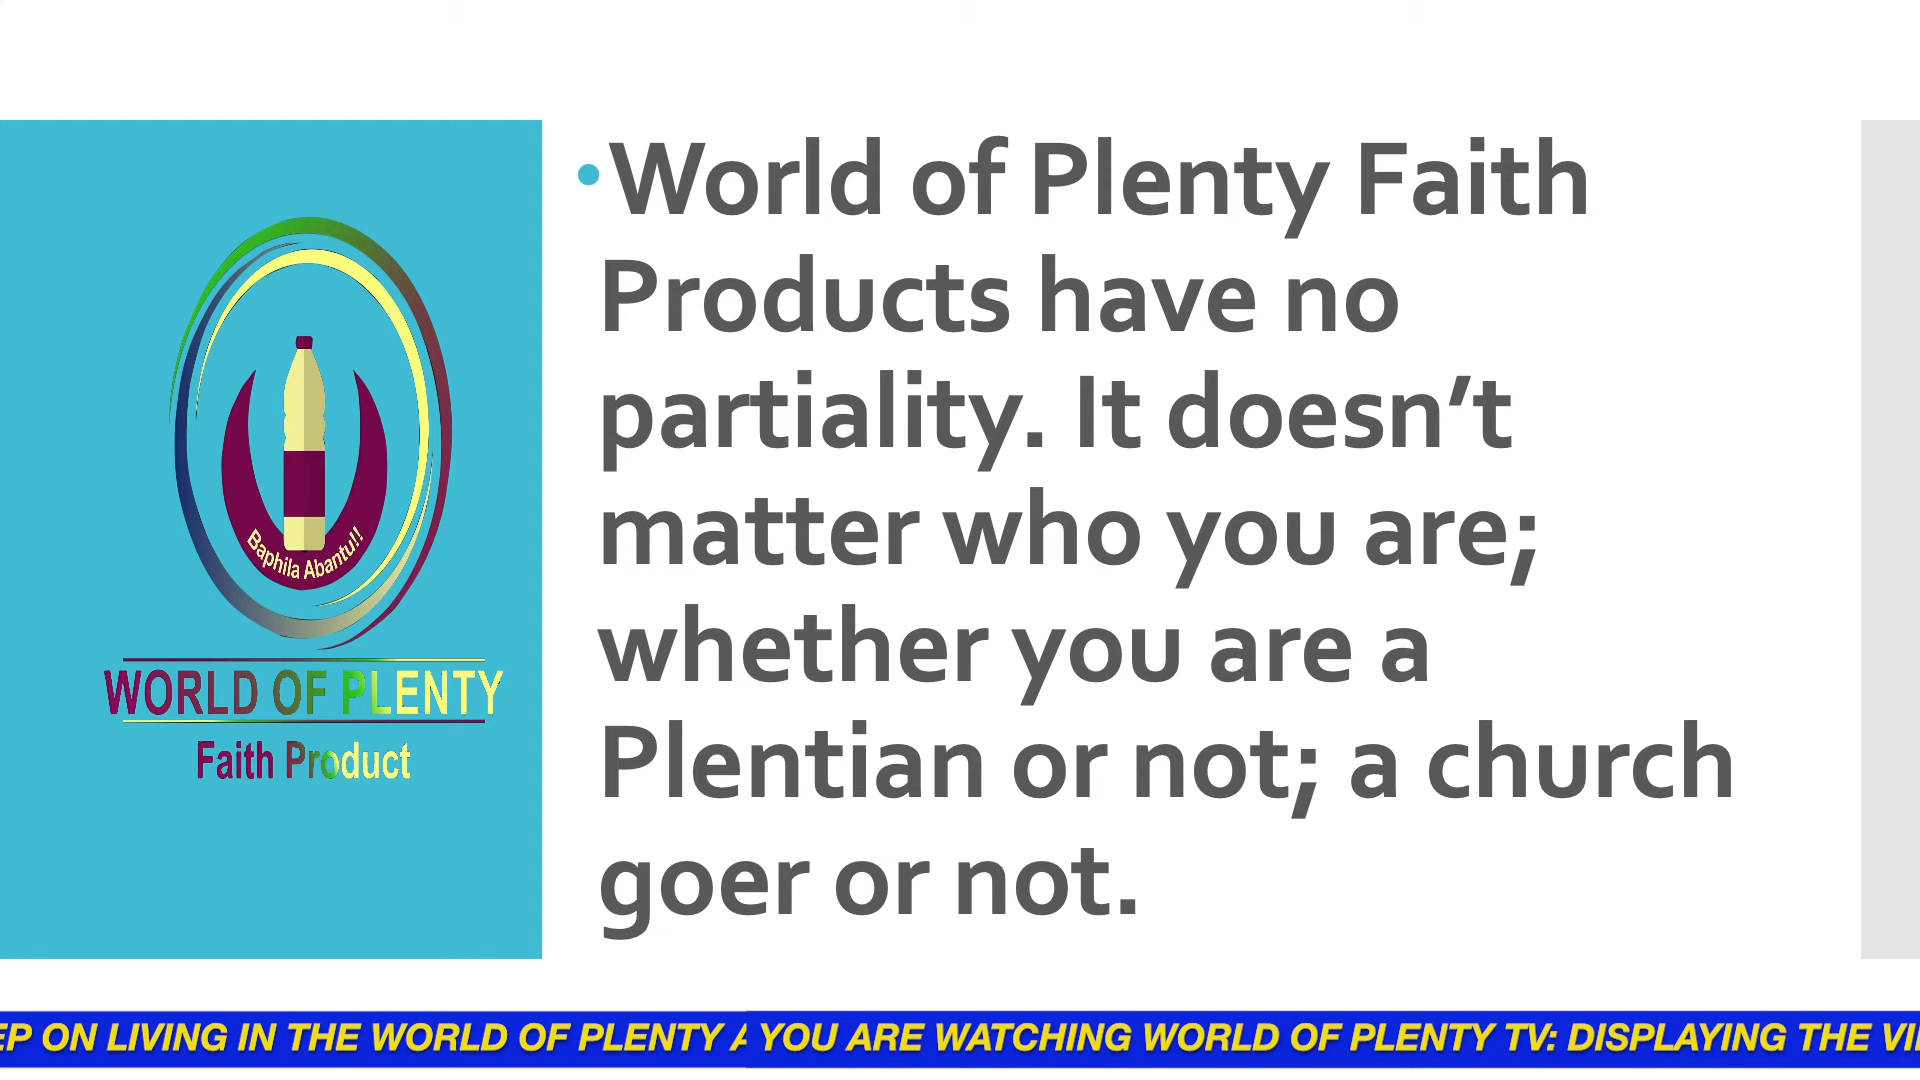 •World of Plenty Faith
Products have no
partiality. It doesn’t
matter who you are;
whether you are a
Plentian or not; a church
goer or not.
Baphila Abantu!!
WORLD OF PLENTY
Faith Product
EP ON LIVING IN THE WORLD OF PLENTY A YOU ARE WATCHING WORLD OF PLENTY TV: DISPLAYING THE VI